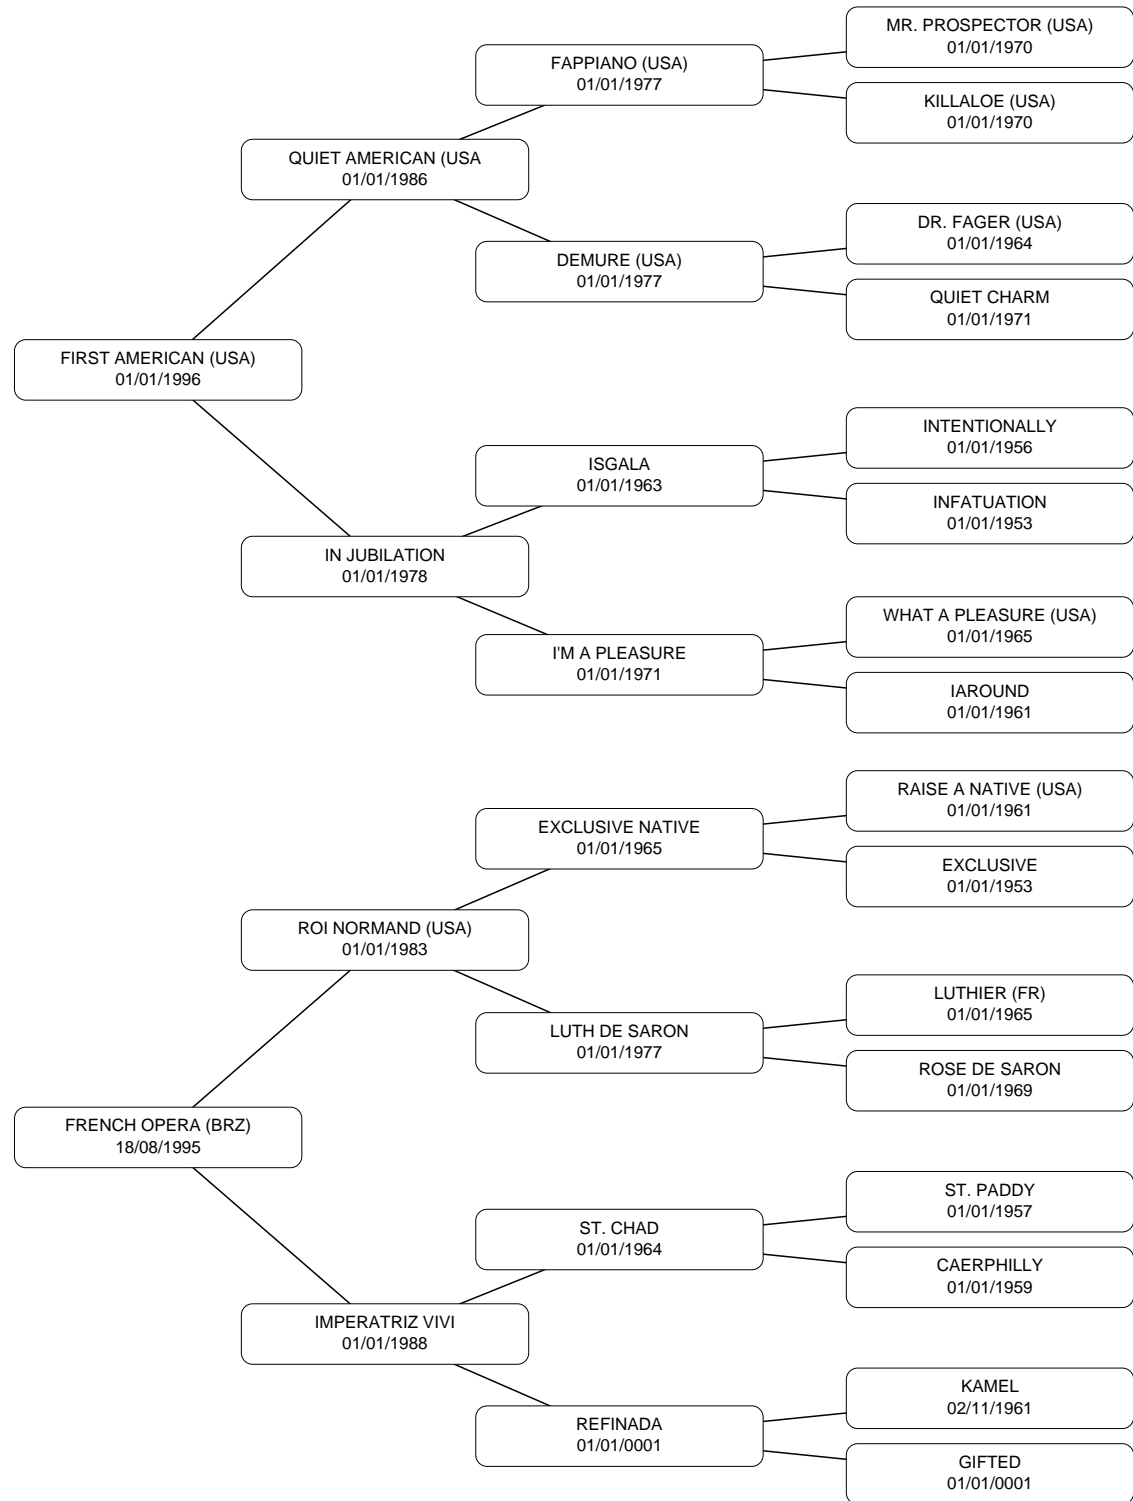 MR. PROSPECTOR (USA)
01/01/1970
FAPPIANO (USA)
01/01/1977
KILLALOE (USA)
01/01/1970
QUIET AMERICAN (USA
01/01/1986
DR. FAGER (USA)
01/01/1964
DEMURE (USA)
01/01/1977
QUIET CHARM
01/01/1971
FIRST AMERICAN (USA)
01/01/1996
INTENTIONALLY
01/01/1956
ISGALA
01/01/1963
INFATUATION
01/01/1953
IN JUBILATION
01/01/1978
WHAT A PLEASURE (USA)
01/01/1965
I'M A PLEASURE
01/01/1971
IAROUND
01/01/1961
RAISE A NATIVE (USA)
01/01/1961
EXCLUSIVE NATIVE
01/01/1965
EXCLUSIVE
01/01/1953
ROI NORMAND (USA)
01/01/1983
LUTHIER (FR)
01/01/1965
LUTH DE SARON
01/01/1977
ROSE DE SARON
01/01/1969
FRENCH OPERA (BRZ)
18/08/1995
ST. PADDY
01/01/1957
ST. CHAD
01/01/1964
CAERPHILLY
01/01/1959
IMPERATRIZ VIVI
01/01/1988
KAMEL
02/11/1961
REFINADA
01/01/0001
GIFTED
01/01/0001